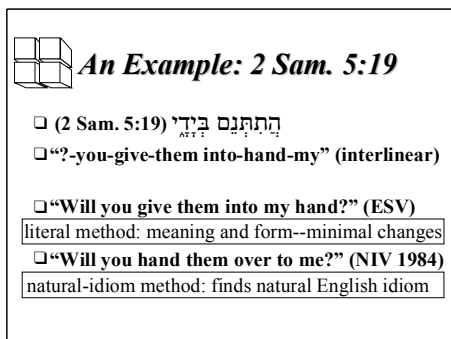 An Example: 2 Sam. 5:19
❑ (2 Sam. 5:19) הֲתִתְּנֵם בְּיָדִ֑י
❑“?-you-give-them into-hand-my” (interlinear)
❑“Will you give them into my hand?” (ESV)
literal method: meaning and form--minimal changes
❑“Will you hand them over to me?” (NIV 1984)
natural-idiom method: finds natural English idiom